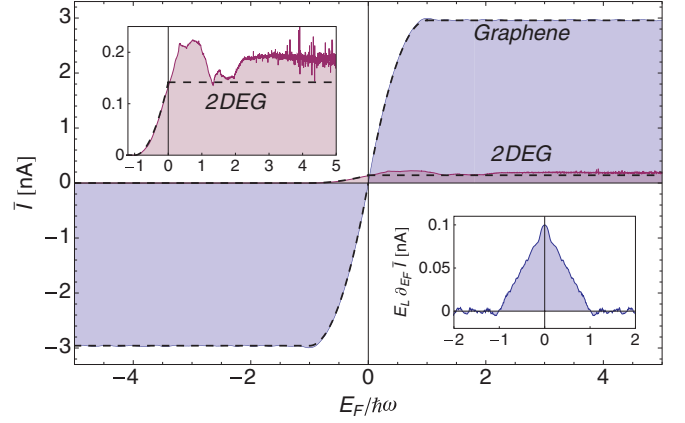 3
2
1
0
−1
−2
−3
Ī [nA]
0.2
0.1
0
−1 0 1 2 3 4 5
2DEG
Graphene
2DEG
0.1
0.05
0
−2 −1 0 1 2
E_L ∂_{E_F} Ī [nA]
−4 −2 0 2 4
E_F/ħω